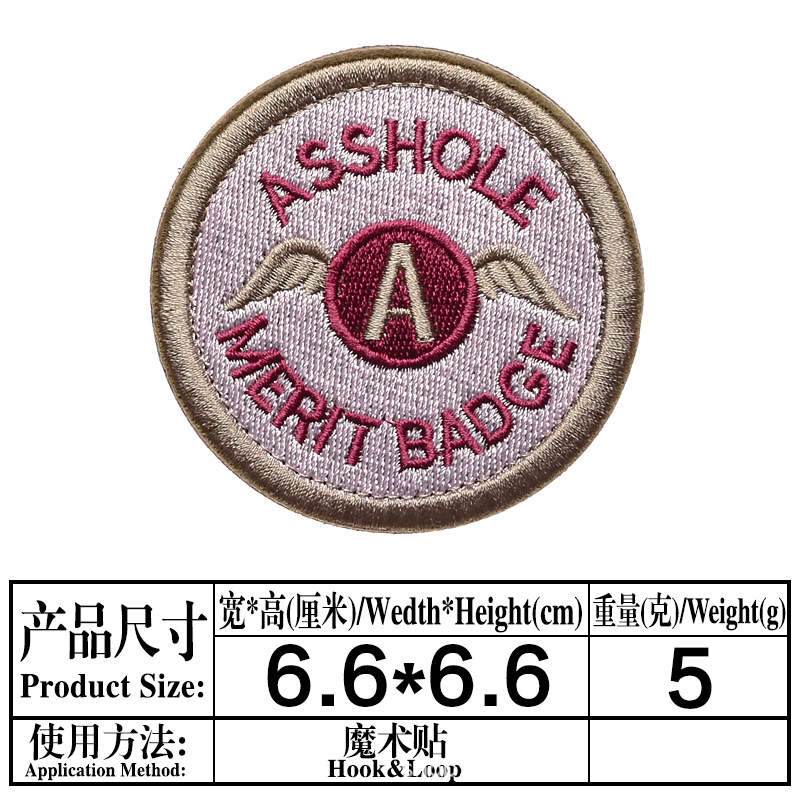 ASSHOLE
A
MERIT BADGE
产品尺寸
Product Size:
宽*高(厘米)/Wedth*Height(cm)
重量(克)/Weight(g)
6.6*6.6
5
使用方法:
Application Method:
魔术贴
Hook&Loop